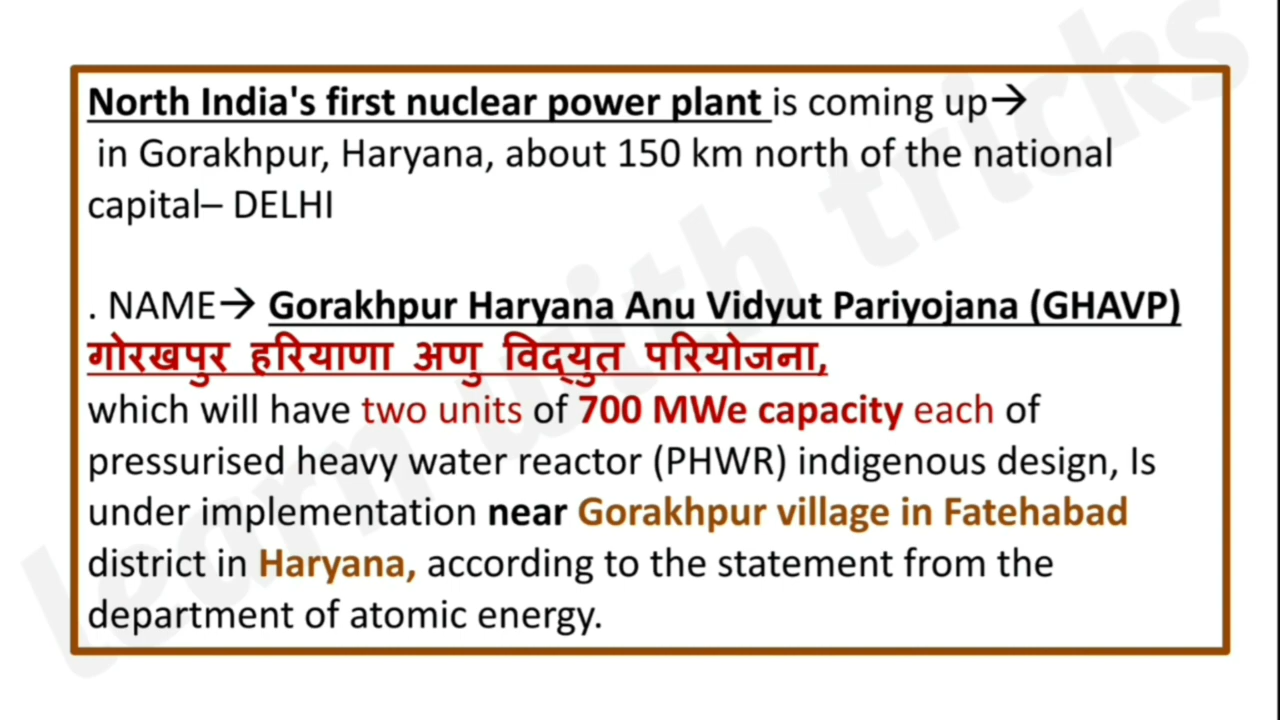 North India's first nuclear power plant is coming up→
in Gorakhpur, Haryana, about 150 km north of the national
capital– DELHI
. NAME→ Gorakhpur Haryana Anu Vidyut Pariyojana (GHAVP)
गोरखपुर हरियाणा अणु विद्युत परियोजना,
which will have two units of 700 MWe capacity each of
pressurised heavy water reactor (PHWR) indigenous design, Is
under implementation near Gorakhpur village in Fatehabad
district in Haryana, according to the statement from the
department of atomic energy.
learn with tricks